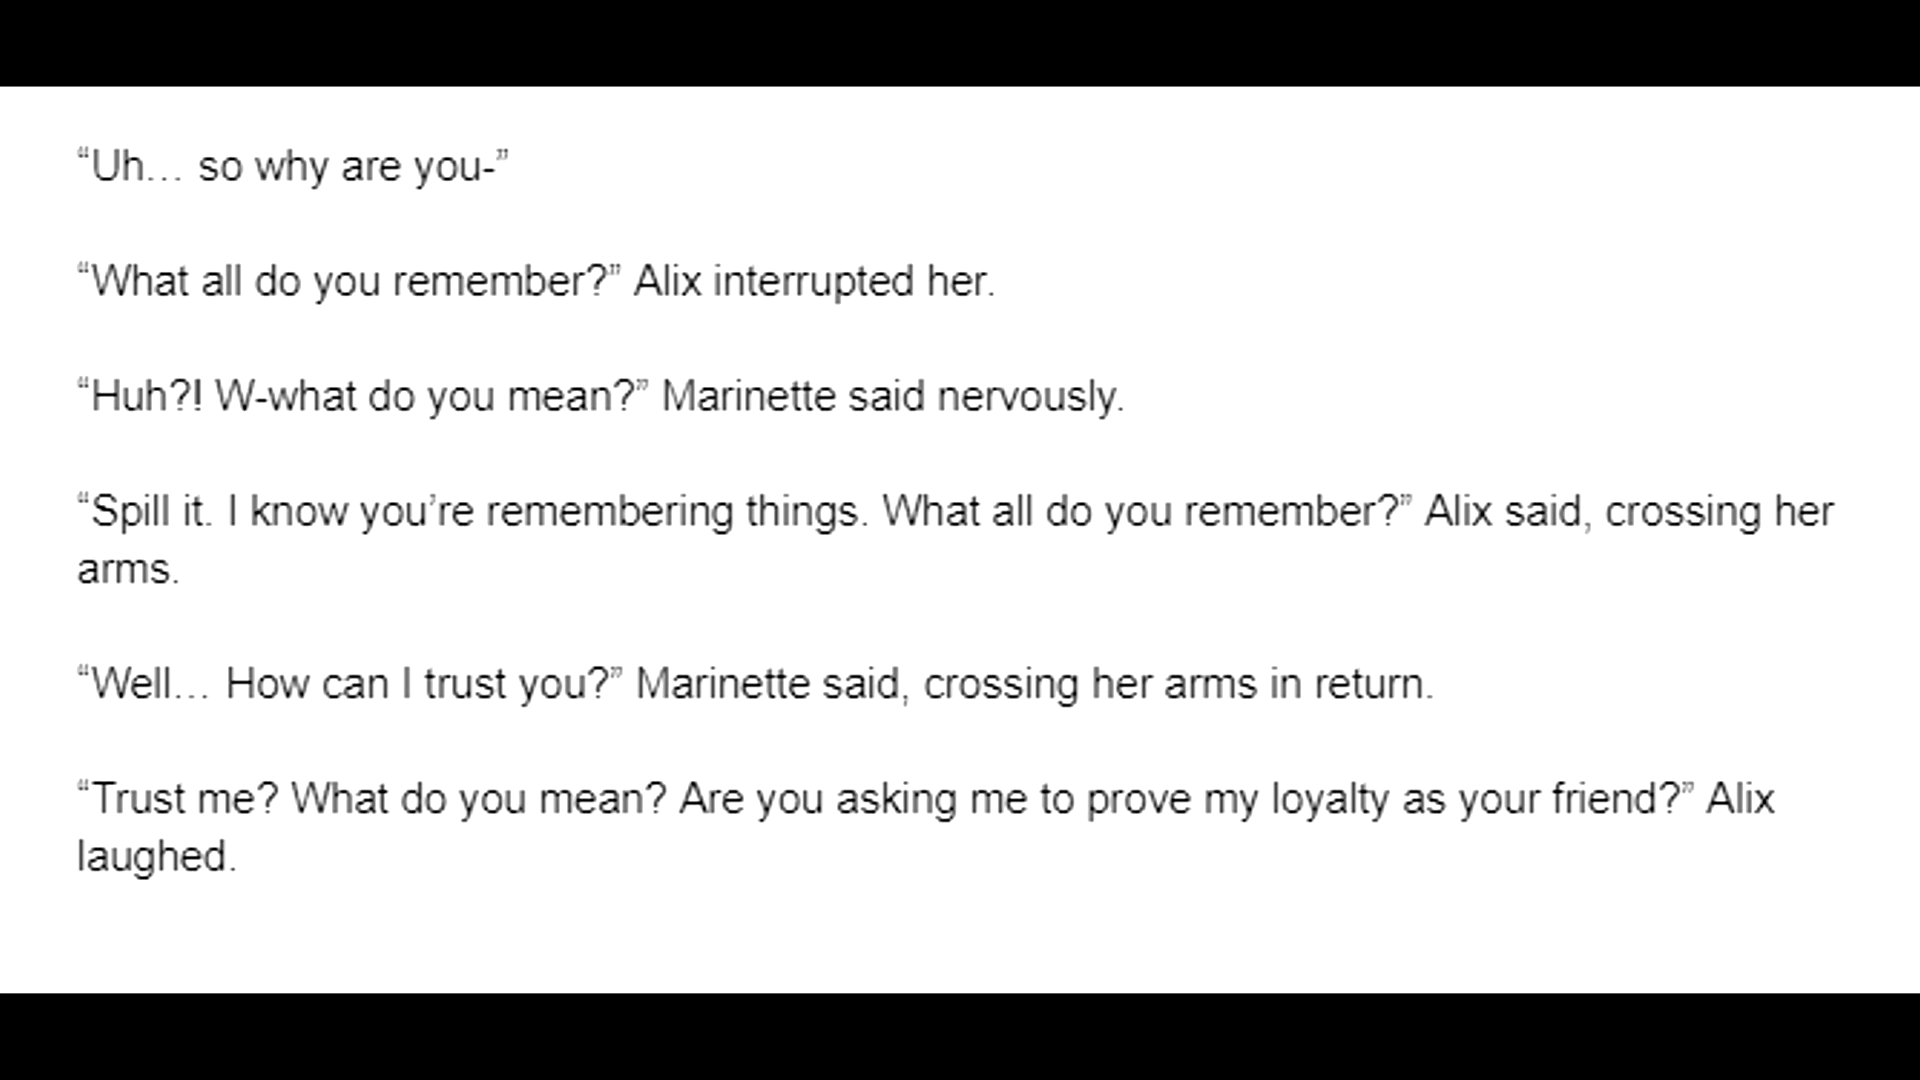 “Uh... so why are you-”
“What all do you remember?” Alix interrupted her.
“Huh?! W-what do you mean?” Marinette said nervously.
“Spill it. I know you’re remembering things. What all do you remember?” Alix said, crossing her
arms.
“Well... How can I trust you?” Marinette said, crossing her arms in return.
“Trust me? What do you mean? Are you asking me to prove my loyalty as your friend?” Alix
laughed.